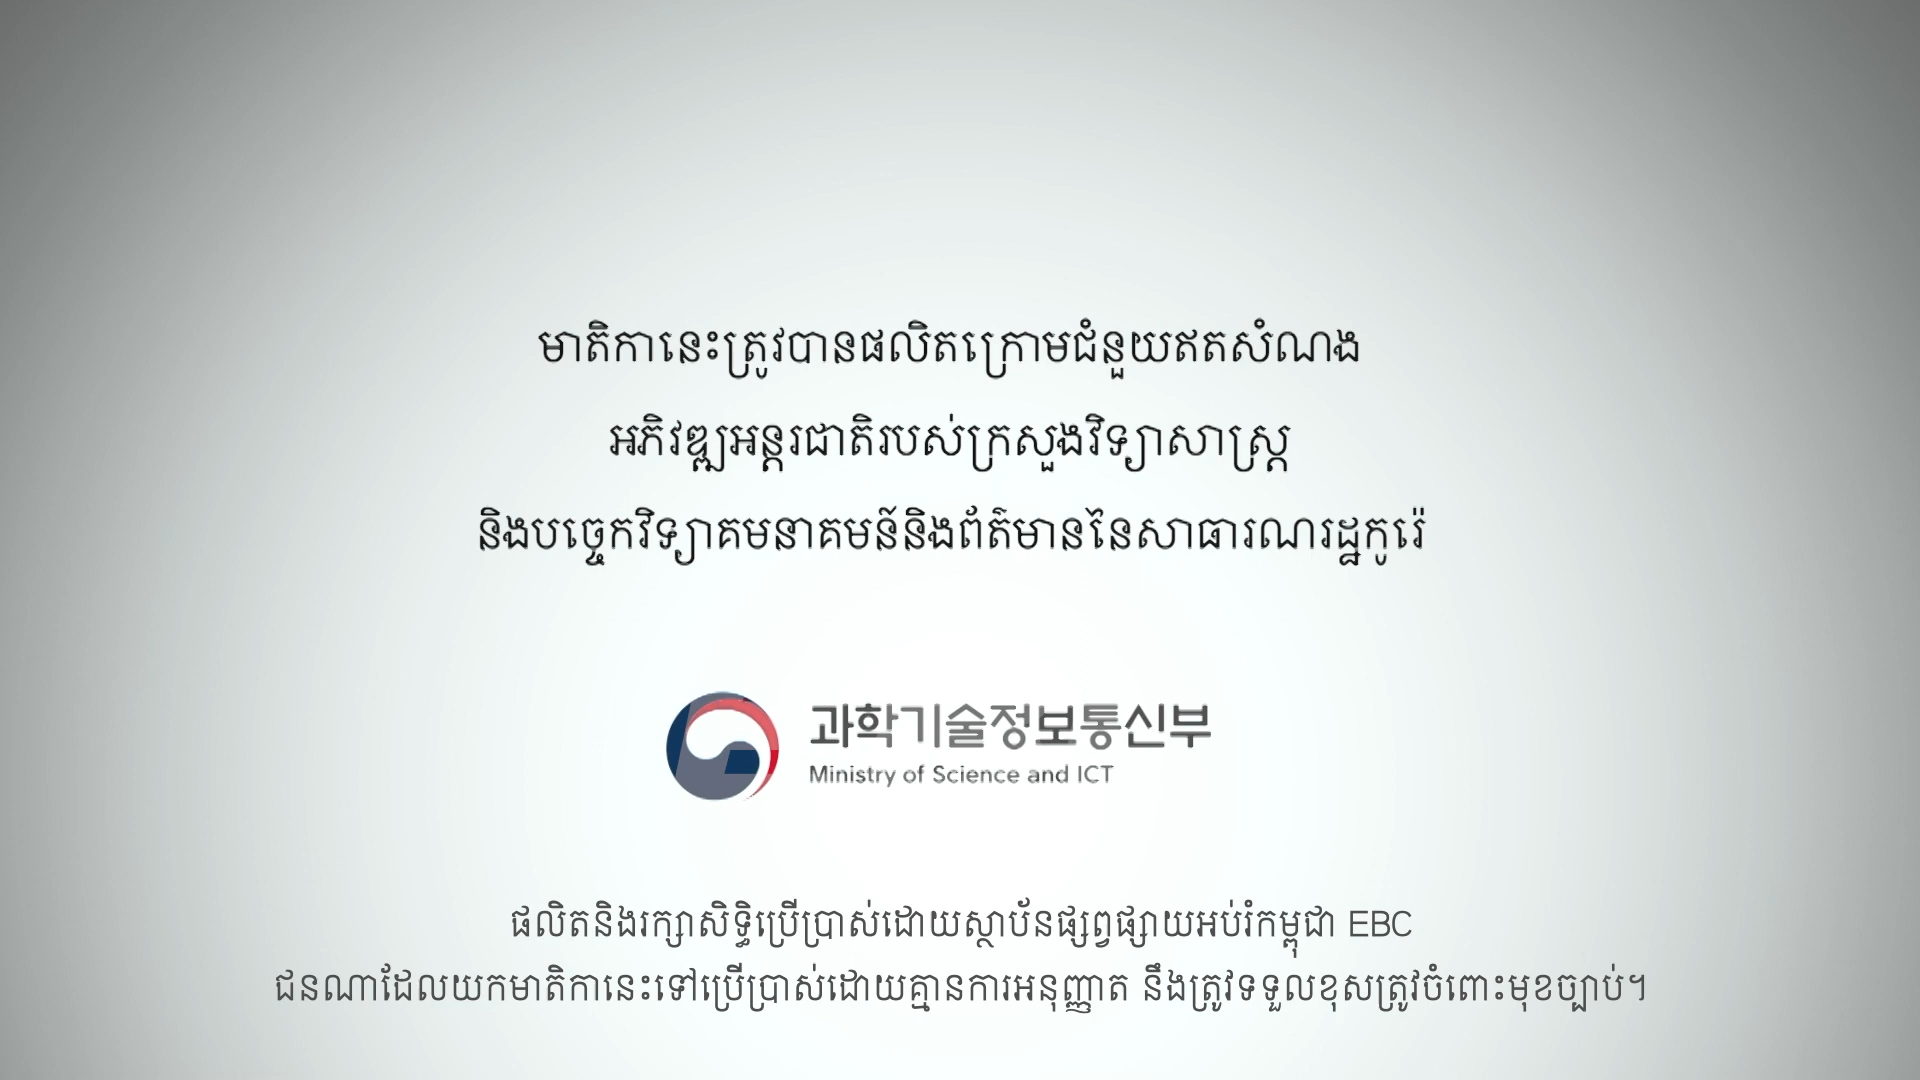 មាតិកានេះត្រូវបានផលិតក្រោមជំនួយឥតសំណង
អភិវឌ្ឍអន្តរជាតិរបស់ក្រសួងវិទ្យាសាស្ត្រ
និងបច្ចេកវិទ្យាគមនាគមន៍និងព័ត៌មាននៃសាធារណរដ្ឋកូរ៉េ
과학기술정보통신부
Ministry of Science and ICT
ផលិតនិងរក្សាសិទ្ធិប្រើប្រាស់ដោយស្ថាប័នផ្សព្វផ្សាយអប់រំកម្ពុជា EBC
ជនណាដែលយកមាតិកានេះទៅប្រើប្រាស់ដោយគ្មានការអនុញ្ញាត នឹងត្រូវទទួលខុសត្រូវចំពោះមុខច្បាប់។